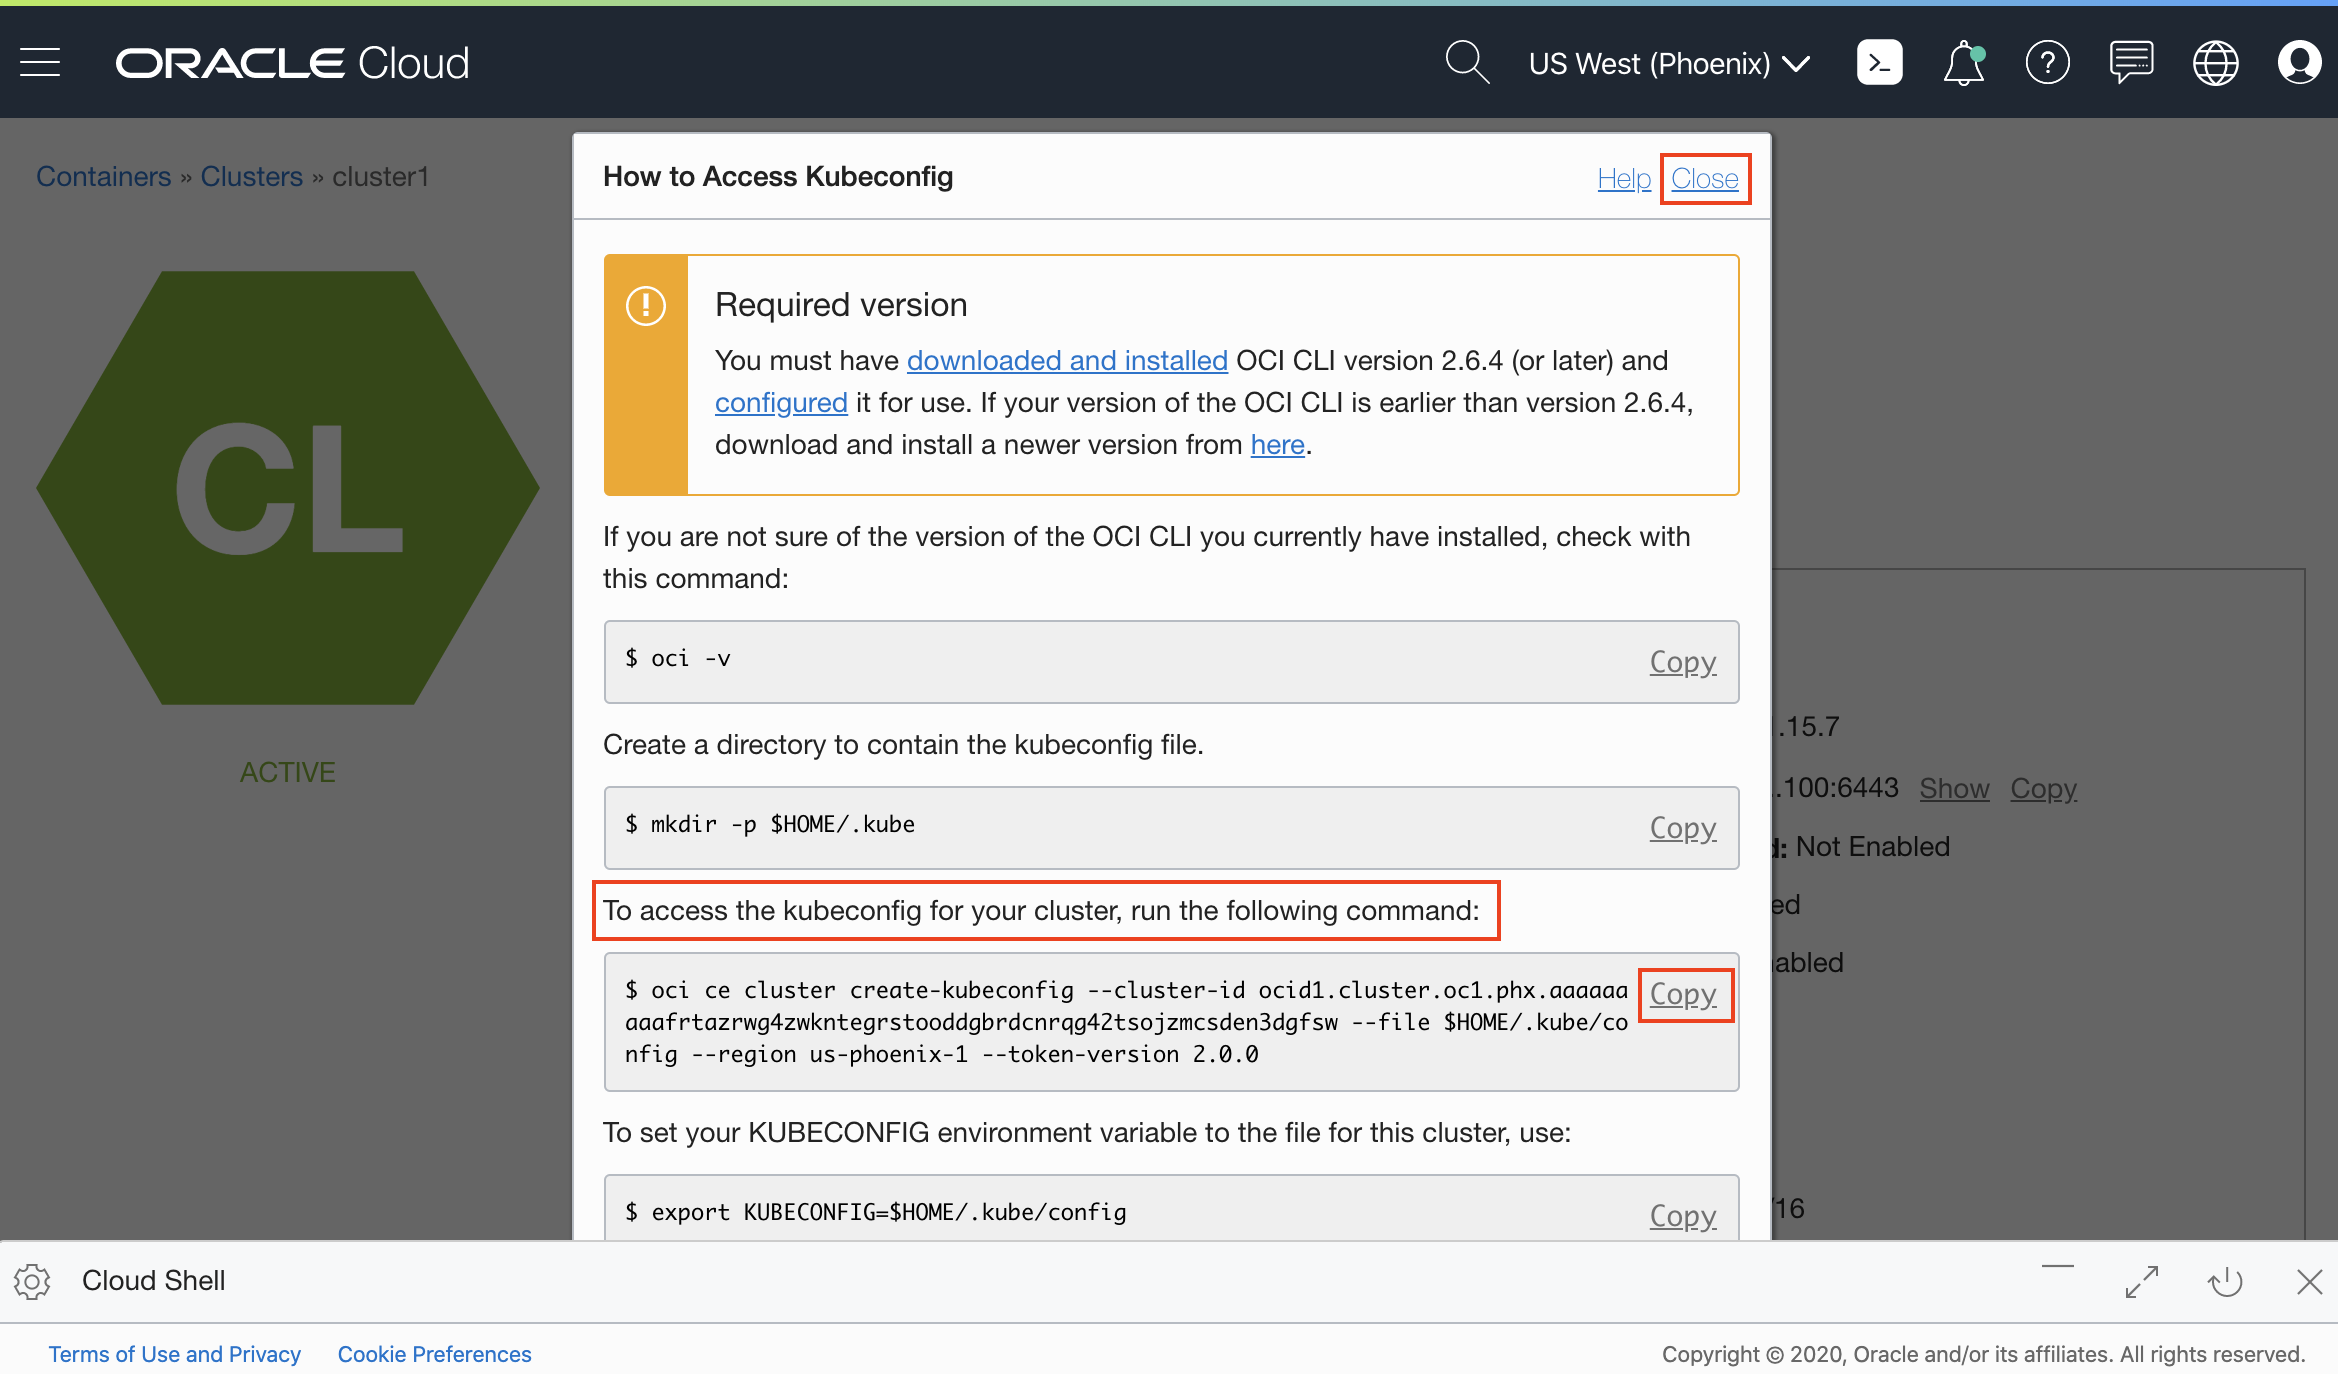 ORACLE Cloud
US West (Phoenix)
Containers » Clusters » cluster1
How to Access Kubeconfig
Help Close
Required version
You must have downloaded and installed OCI CLI version 2.6.4 (or later) and
configured it for use. If your version of the OCI CLI is earlier than version 2.6.4,
download and install a newer version from here.
CL
ACTIVE
If you are not sure of the version of the OCI CLI you currently have installed, check with
this command:
$ oci -v
Copy
Create a directory to contain the kubeconfig file.
$ mkdir -p $HOME/.kube
Copy
To access the kubeconfig for your cluster, run the following command:
$ oci ce cluster create-kubeconfig --cluster-id ocid1.cluster.oc1.phx.aaaaaa
aaafrtazrwg4zwkntegrstooddgbrdcnrqg42tsojzmcsden3dgfsw --file $HOME/.kube/co
nfig --region us-phoenix-1 --token-version 2.0.0
Copy
To set your KUBECONFIG environment variable to the file for this cluster, use:
$ export KUBECONFIG=$HOME/.kube/config
Copy
.15.7
.100:6443 Show Copy
d: Not Enabled
ed
abled
/16
Cloud Shell
Terms of Use and Privacy Cookie Preferences
Copyright © 2020, Oracle and/or its affiliates. All rights reserved.